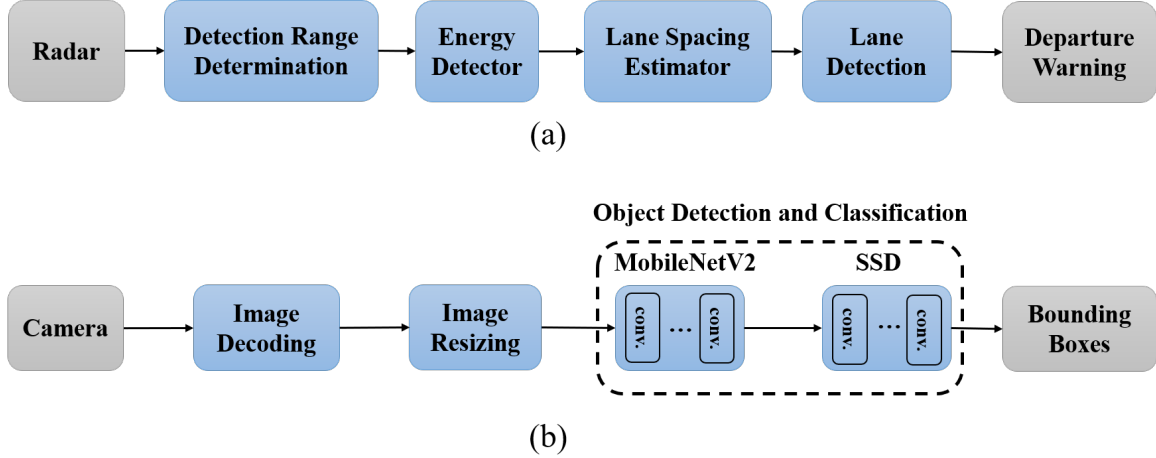 Radar
Detection Range
Determination
Energy
Detector
Lane Spacing
Estimator
Lane
Detection
Departure
Warning
(a)
Object Detection and Classification
MobileNetV2
SSD
Camera
Image
Decoding
Image
Resizing
conv.
...
conv.
conv.
...
conv.
Bounding
Boxes
(b)